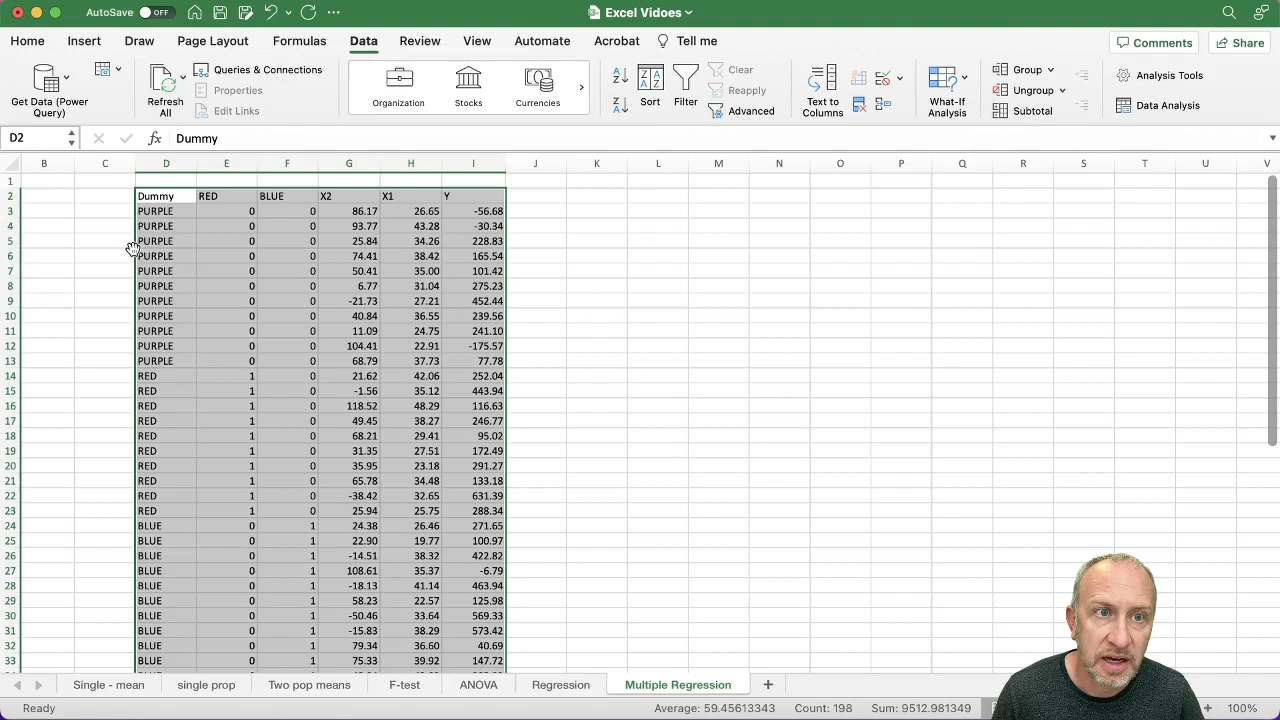 AutoSave OFF ... Excel Vidoes
Home Insert Draw Page Layout Formulas Data Review View Automate Acrobat Tell me Comments Share
Get Data (Power Query)
Refresh All
Queries & Connections
Properties
Edit Links
Organization Stocks Currencies
Sort Filter
Clear
Reapply
Advanced
Text to Columns
What-If Analysis
Group
Ungroup
Subtotal
Analysis Tools
Data Analysis
D2 fx Dummy
B C D E F G H I J K L M N O P Q R S T U V
1
2 Dummy RED BLUE X2 X1 Y
3 PURPLE 0 0 86.17 26.65 -56.68
4 PURPLE 0 0 93.77 43.28 -30.34
5 PURPLE 0 0 25.84 34.26 228.83
6 PURPLE 0 0 74.41 38.42 165.54
7 PURPLE 0 0 50.41 35.00 101.42
8 PURPLE 0 0 6.77 31.04 275.23
9 PURPLE 0 0 -21.73 27.21 452.44
10 PURPLE 0 0 40.84 36.55 239.56
11 PURPLE 0 0 11.09 24.75 241.10
12 PURPLE 0 0 104.41 22.91 -175.57
13 PURPLE 0 0 68.79 37.73 77.78
14 RED 1 0 21.62 42.06 252.04
15 RED 1 0 -1.56 35.12 443.94
16 RED 1 0 118.52 48.29 116.63
17 RED 1 0 49.45 38.27 246.77
18 RED 1 0 68.21 29.41 95.02
19 RED 1 0 31.35 27.51 172.49
20 RED 1 0 35.95 23.18 291.27
21 RED 1 0 65.78 34.48 133.18
22 RED 1 0 -38.42 32.65 631.39
23 RED 1 0 25.94 25.75 288.34
24 BLUE 0 1 24.38 26.46 271.65
25 BLUE 0 1 22.90 19.77 100.97
26 BLUE 0 1 -14.51 38.32 422.82
27 BLUE 0 1 108.61 35.37 -6.79
28 BLUE 0 1 -18.13 41.14 463.94
29 BLUE 0 1 58.23 22.57 125.98
30 BLUE 0 1 -50.46 33.64 569.33
31 BLUE 0 1 -15.83 38.29 573.42
32 BLUE 0 1 79.34 36.60 40.69
33 BLUE 0 1 75.33 39.92 147.72
Single - mean single prop Two pop means F-test ANOVA Regression Multiple Regression +
Ready Average: 59.45613343 Count: 198 Sum: 9512.981349 + 100%